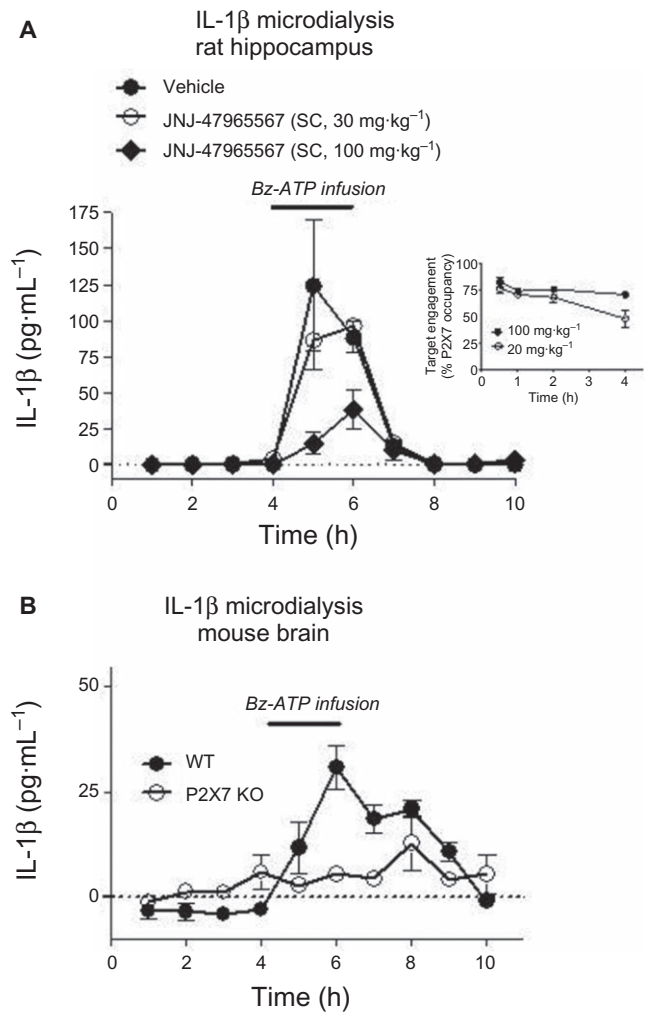 A
IL-1β microdialysis
rat hippocampus
Vehicle
JNJ-47965567 (SC, 30 mg·kg⁻¹)
JNJ-47965567 (SC, 100 mg·kg⁻¹)
Bz-ATP infusion
175
150
125
100
75
50
25
0
IL-1β (pg·mL⁻¹)
0 2 4 6 8 10
Time (h)
Target engagement
(% P2X7 occupancy)
100
75
50
25
0
100 mg·kg⁻¹
20 mg·kg⁻¹
0 1 2 3 4
Time (h)
B
IL-1β microdialysis
mouse brain
Bz-ATP infusion
WT
P2X7 KO
50
25
0
IL-1β (pg·mL⁻¹)
0 2 4 6 8 10
Time (h)